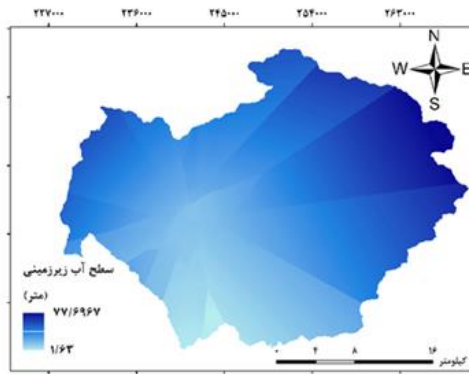 ۲۲۷۰۰۰ ۲۳۶۰۰۰ ۲۴۵۰۰۰ ۲۵۴۰۰۰ ۲۶۳۰۰۰
N
W E
S
سطح آب زیرزمینی
(متر)
۷۷/۶۹۶۷
۱/۶۳
۰ ۴ ۸ ۱۶
کیلومتر